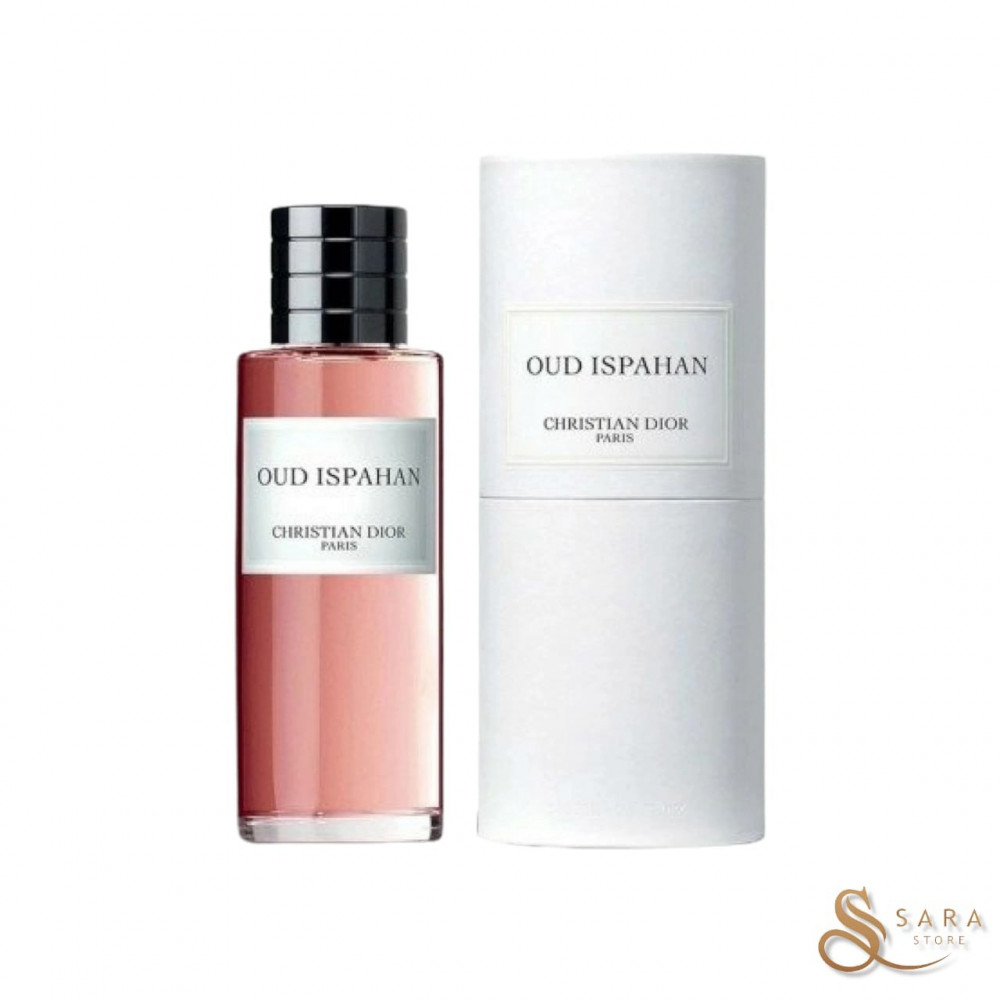 OUD ISPAHAN
CHRISTIAN DIOR
PARIS
OUD ISPAHAN
CHRISTIAN DIOR
PARIS
SARA
STORE